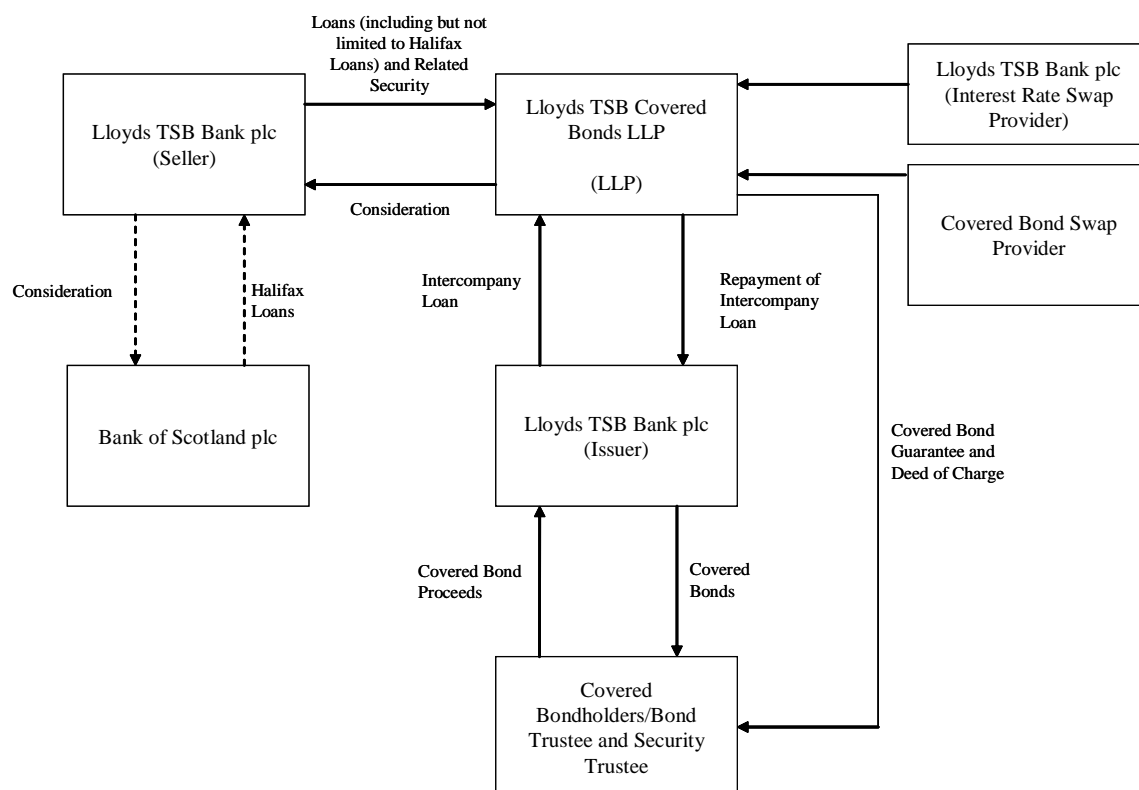 Loans (including but not
limited to Halifax
Loans) and Related
Security
Lloyds TSB Bank plc
(Seller)
Lloyds TSB Covered
Bonds LLP
(LLP)
Lloyds TSB Bank plc
(Interest Rate Swap
Provider)
Consideration
Covered Bond Swap
Provider
Consideration
Halifax
Loans
Intercompany
Loan
Repayment of
Intercompany
Loan
Bank of Scotland plc
Lloyds TSB Bank plc
(Issuer)
Covered Bond
Guarantee and
Deed of Charge
Covered Bond
Proceeds
Covered
Bonds
Covered
Bondholders/Bond
Trustee and Security
Trustee